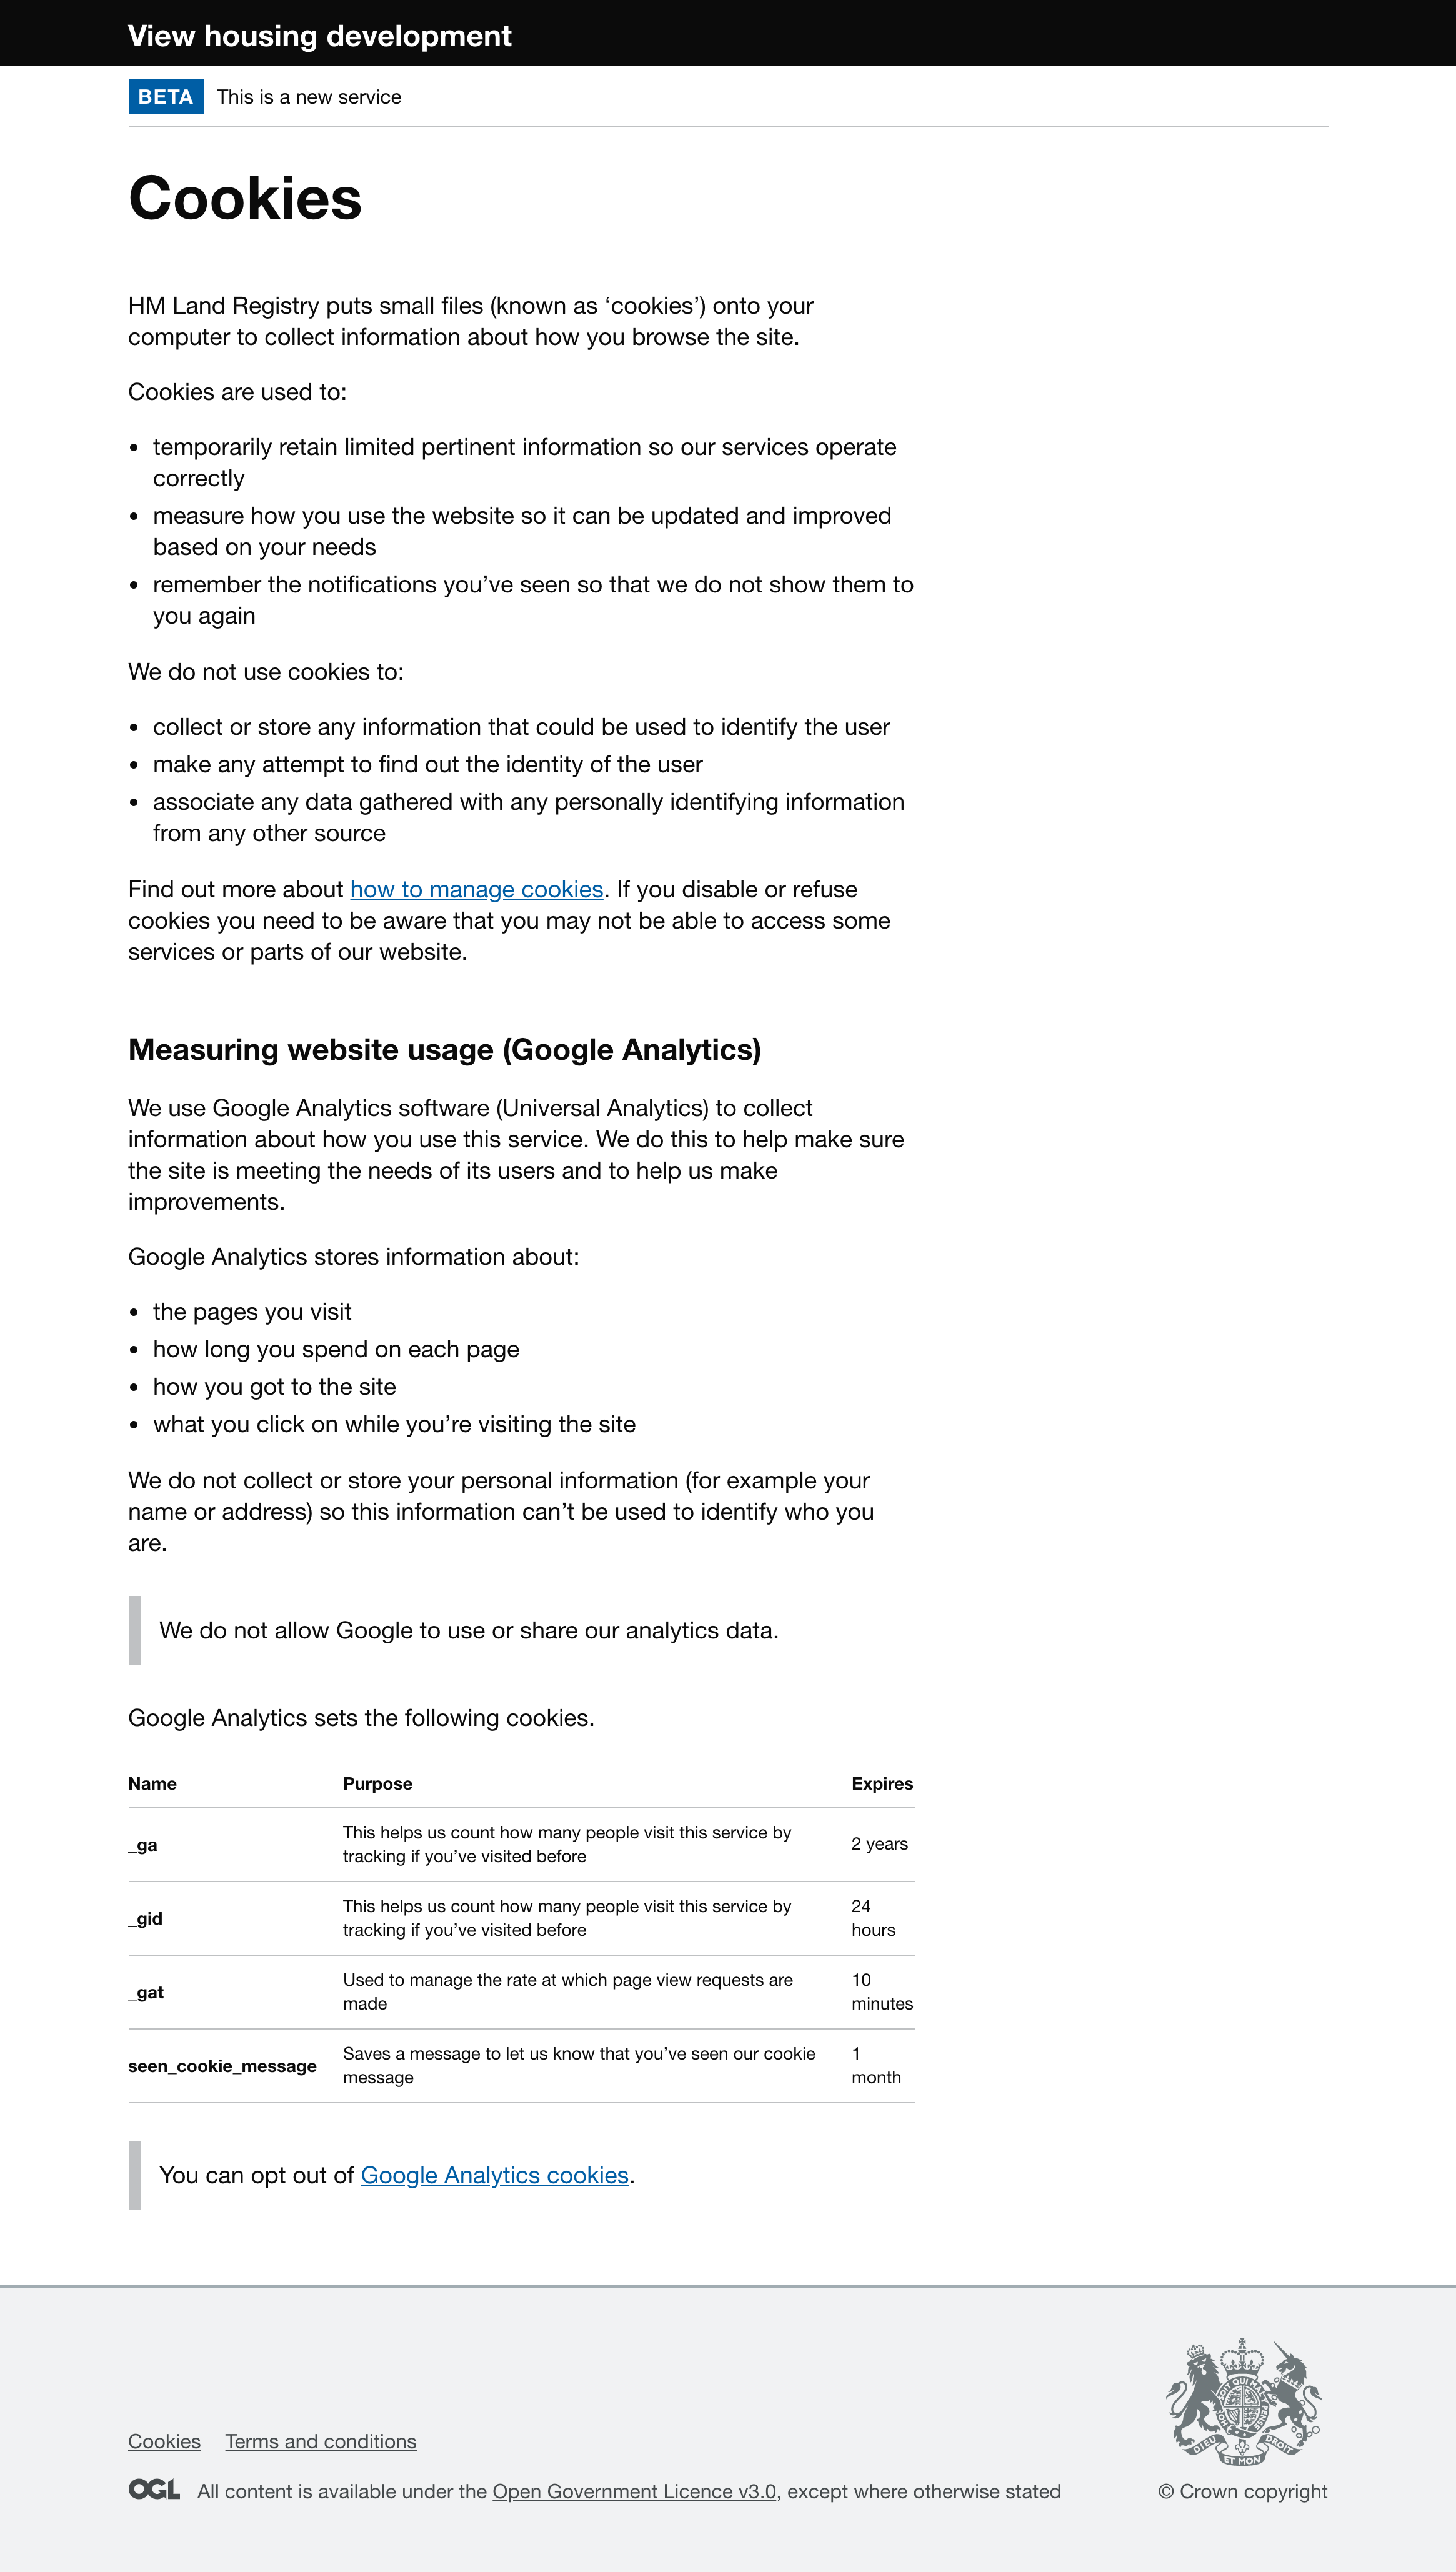 View housing development
BETA This is a new service
Cookies
HM Land Registry puts small files (known as ‘cookies’) onto your
computer to collect information about how you browse the site.
Cookies are used to:
• temporarily retain limited pertinent information so our services operate
correctly
• measure how you use the website so it can be updated and improved
based on your needs
• remember the notifications you’ve seen so that we do not show them to
you again
We do not use cookies to:
• collect or store any information that could be used to identify the user
• make any attempt to find out the identity of the user
• associate any data gathered with any personally identifying information
from any other source
Find out more about how to manage cookies. If you disable or refuse
cookies you need to be aware that you may not be able to access some
services or parts of our website.
Measuring website usage (Google Analytics)
We use Google Analytics software (Universal Analytics) to collect
information about how you use this service. We do this to help make sure
the site is meeting the needs of its users and to help us make
improvements.
Google Analytics stores information about:
• the pages you visit
• how long you spend on each page
• how you got to the site
• what you click on while you’re visiting the site
We do not collect or store your personal information (for example your
name or address) so this information can’t be used to identify who you
are.
We do not allow Google to use or share our analytics data.
Google Analytics sets the following cookies.
Name Purpose Expires
_ga This helps us count how many people visit this service by
tracking if you’ve visited before 2 years
_gid This helps us count how many people visit this service by
tracking if you’ve visited before 24
hours
_gat Used to manage the rate at which page view requests are
made 10
minutes
seen_cookie_message Saves a message to let us know that you’ve seen our cookie
message 1
month
You can opt out of Google Analytics cookies.
Cookies Terms and conditions
OGL All content is available under the Open Government Licence v3.0, except where otherwise stated
DIEU ET MON DROIT
© Crown copyright